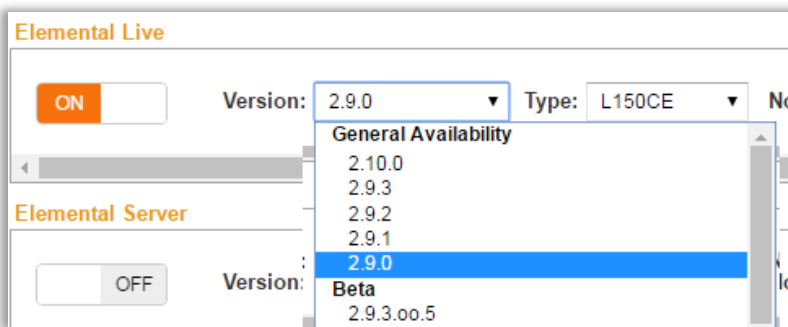 Elemental Live
ON Version: 2.9.0 Type: L150CE
General Availability
2.10.0
2.9.3
2.9.2
Elemental Server
2.9.1
2.9.0
OFF Version:
Beta
2.9.3.oo.5